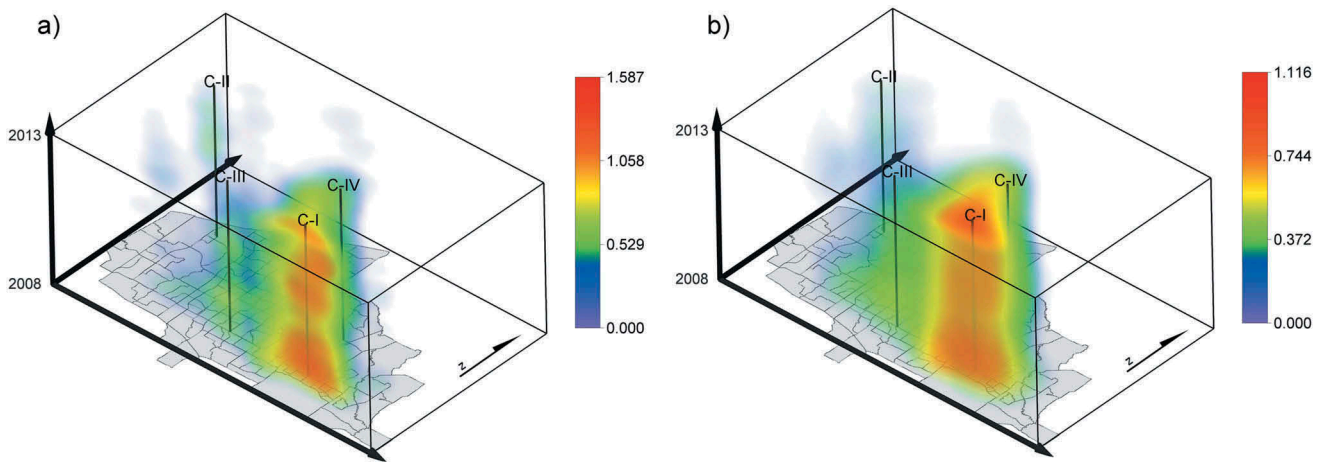 a)
C-II
2013
C-III
C-IV
C-I
2008
z
1.587
1.058
0.529
0.000
b)
C-II
2013
C-III
C-IV
C-I
2008
z
1.116
0.744
0.372
0.000